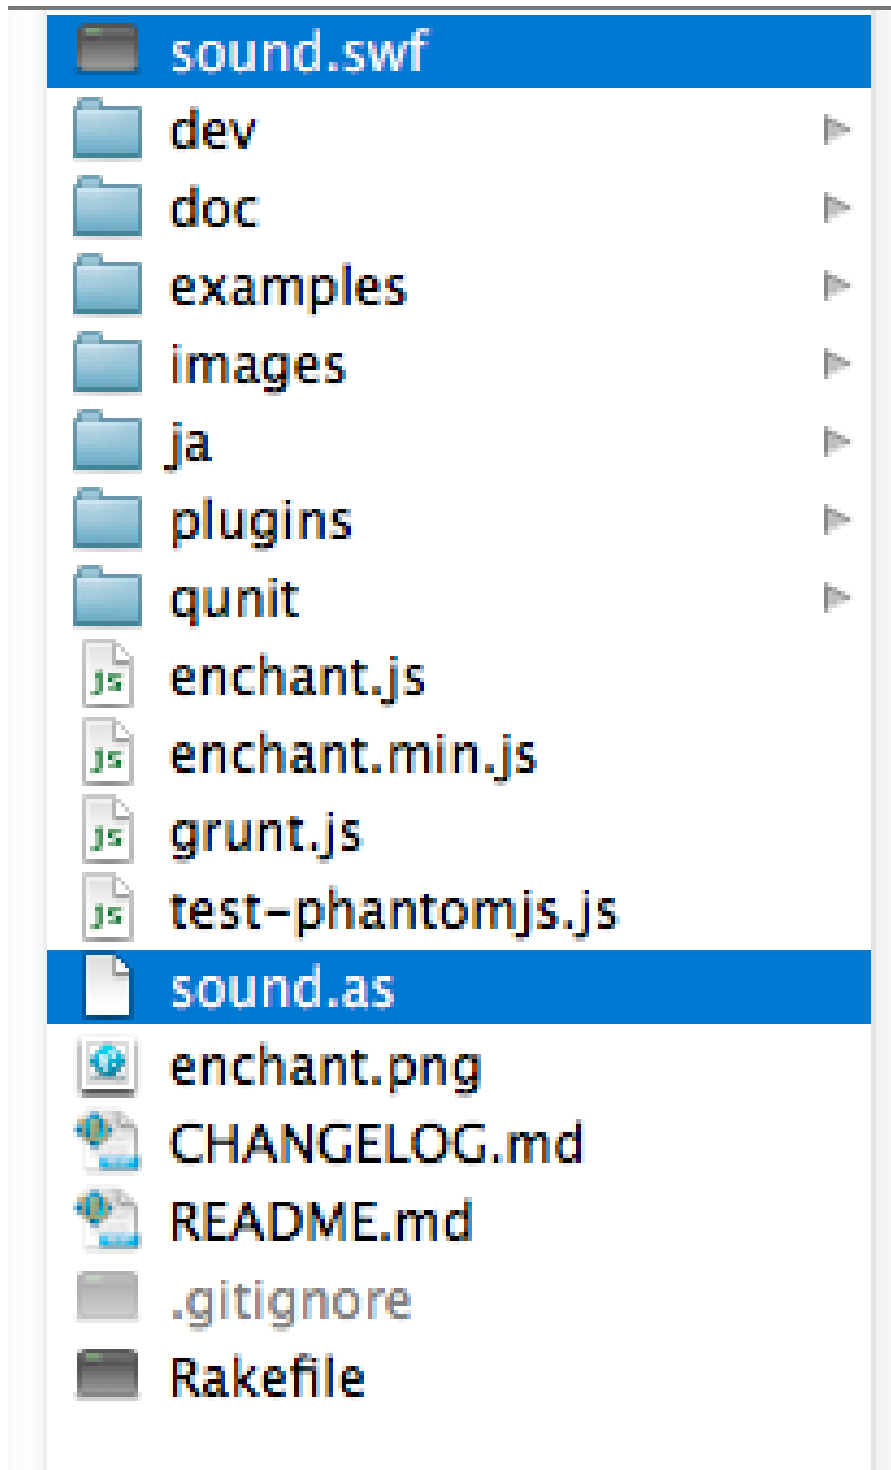 sound.swf
dev
doc
examples
images
ja
plugins
qunit
enchant.js
enchant.min.js
grunt.js
test-phantomjs.js
sound.as
enchant.png
CHANGELOG.md
README.md
.gitignore
Rakefile